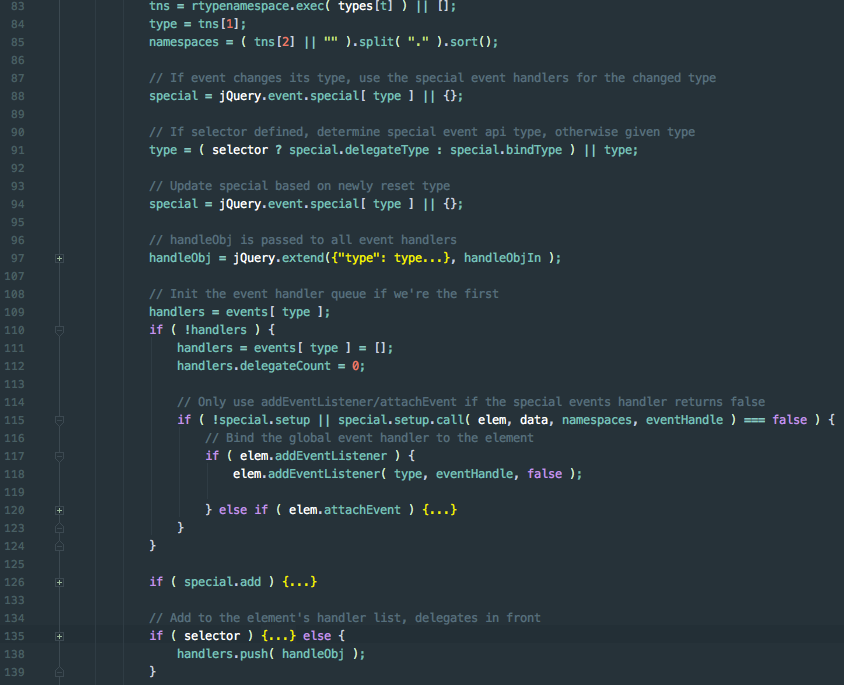 83 tns = rtypenamespace.exec( types[t] ) || [];
84 type = tns[1];
85 namespaces = ( tns[2] || "" ).split( "." ).sort();
86
87 // If event changes its type, use the special event handlers for the changed type
88 special = jQuery.event.special[ type ] || {};
89
90 // If selector defined, determine special event api type, otherwise given type
91 type = ( selector ? special.delegateType : special.bindType ) || type;
92
93 // Update special based on newly reset type
94 special = jQuery.event.special[ type ] || {};
95
96 // handleObj is passed to all event handlers
97 handleObj = jQuery.extend({"type": type...}, handleObjIn );
107
108 // Init the event handler queue if we're the first
109 handlers = events[ type ];
110 if ( !handlers ) {
111 handlers = events[ type ] = [];
112 handlers.delegateCount = 0;
113
114 // Only use addEventListener/attachEvent if the special events handler returns false
115 if ( !special.setup || special.setup.call( elem, data, namespaces, eventHandle ) === false ) {
116 // Bind the global event handler to the element
117 if ( elem.addEventListener ) {
118 elem.addEventListener( type, eventHandle, false );
119
120 } else if ( elem.attachEvent ) {...}
123 }
124 }
125
126 if ( special.add ) {...}
133
134 // Add to the element's handler list, delegates in front
135 if ( selector ) {...} else {
138 handlers.push( handleObj );
139 }